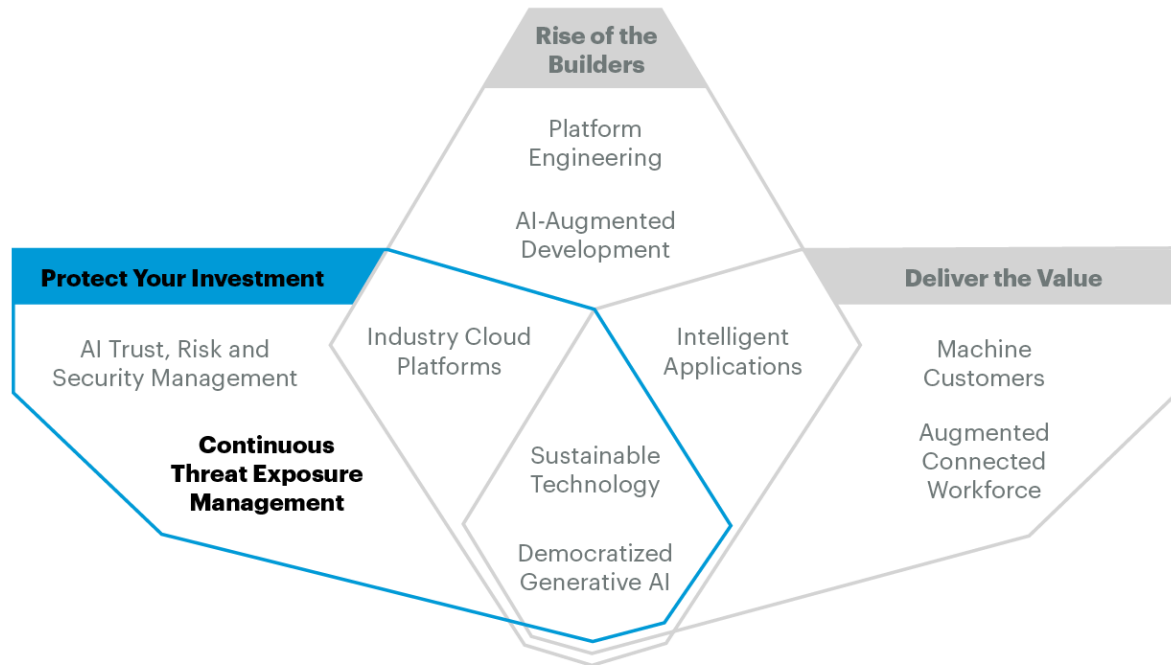 Rise of the
Builders
Platform
Engineering
AI-Augmented
Development
Protect Your Investment
Deliver the Value
AI Trust, Risk and
Security Management
Industry Cloud
Platforms
Intelligent
Applications
Machine
Customers
Continuous
Threat Exposure
Management
Sustainable
Technology
Augmented
Connected
Workforce
Democratized
Generative AI